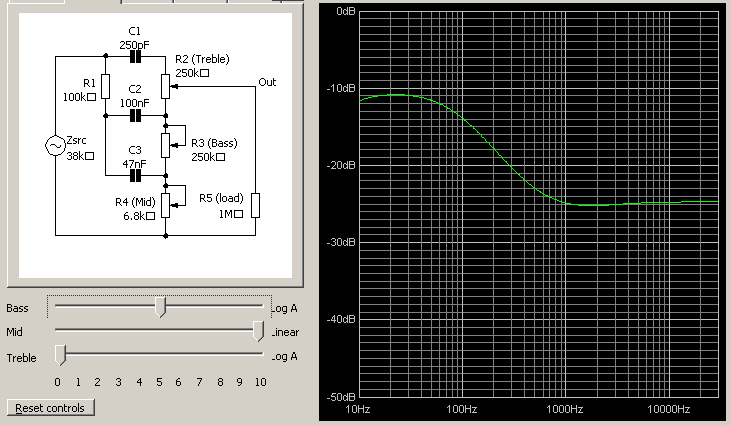 C1
250pF
R2 (Treble)
250k□
Out
R1
100k□
C2
100nF
Zsrc
38k□
R3 (Bass)
250k□
C3
47nF
R4 (Mid)
6.8k□
R5 (load)
1M□
Bass
Log A
Mid
Linear
Treble
Log A
0 1 2 3 4 5 6 7 8 9 10
Reset controls
0dB
-10dB
-20dB
-30dB
-40dB
-50dB
10Hz
100Hz
1000Hz
10000Hz